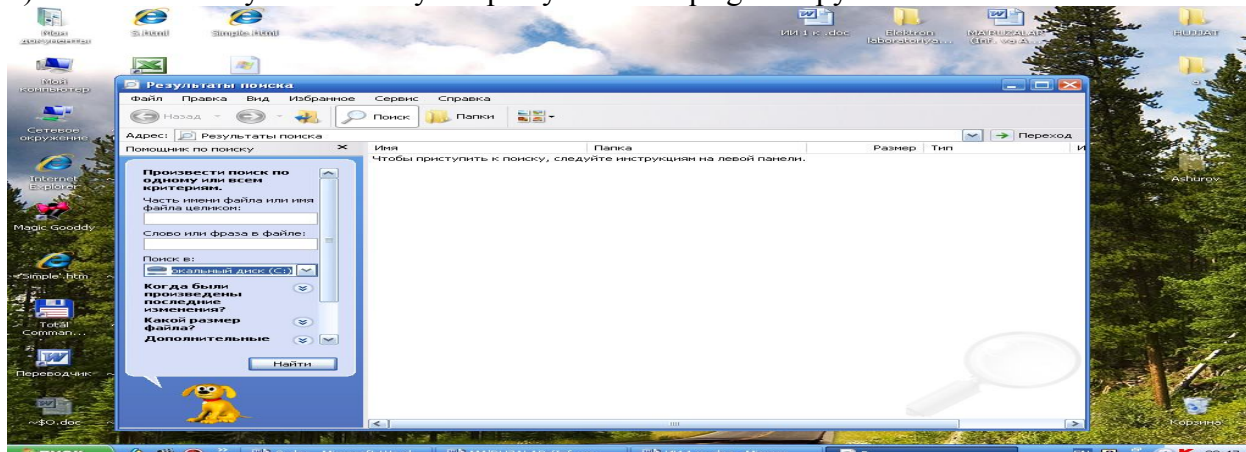 Мои документы
S.html
Simple.html
ИИ 1 к .doc
Elektron laboratoriya...
MA'RUZALAR (Inf. va A...
HUJJAT
Мой компьютер
Сетевое окружение
Internet Explorer
Magic Gooddy
"Simple".htm
Total Comman...
Переводчик
~$O.doc
Ashurov
Корзина
Результаты поиска
Файл Правка Вид Избранное Сервис Справка
Назад Поиск Папки
Адрес: Результаты поиска Переход
Помощник по поиску
Имя Папка Размер Тип И
Чтобы приступить к поиску, следуйте инструкциям на левой панели.
Произвести поиск по
одному или всем
критериям.
Часть имени файла или имя
файла целиком:
Слово или фраза в файле:
Поиск в:
окальный диск (C:)
Когда были
произведены
последние
изменения?
Какой размер
файла?
Дополнительные
Найти